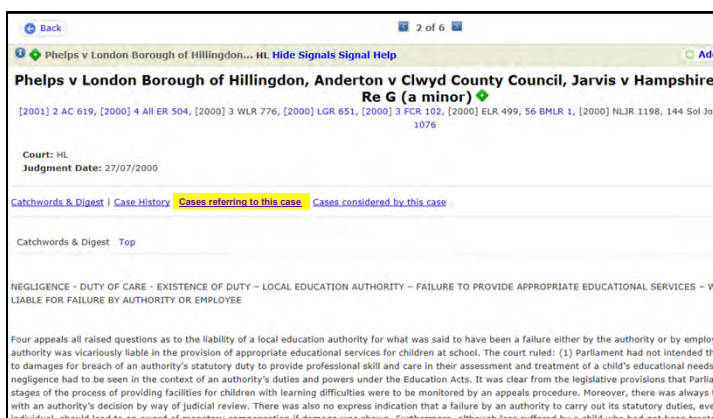 Back
2 of 6
Phelps v London Borough of Hillingdon... HL Hide Signals Signal Help
Phelps v London Borough of Hillingdon, Anderton v Clwyd County Council, Jarvis v Hampshire
Re G (a minor)
[2001] 2 AC 619, [2000] 4 All ER 504, [2000] 3 WLR 776, [2000] LGR 651, [2000] 3 FCR 102, [2000] ELR 499, 56 BMLR 1, [2000] NLJR 1198, 144 Sol Jo
1076
Court: HL
Judgment Date: 27/07/2000
Catchwords & Digest | Case History Cases referring to this case Cases considered by this case
Catchwords & Digest Top
NEGLIGENCE - DUTY OF CARE - EXISTENCE OF DUTY – LOCAL EDUCATION AUTHORITY – FAILURE TO PROVIDE APPROPRIATE EDUCATIONAL SERVICES –
LIABLE FOR FAILURE BY AUTHORITY OR EMPLOYEE
Four appeals all raised questions as to the liability of a local education authority for what was said to have been a failure either by the authority or by
authority was vicariously liable in the provision of appropriate educational services for children at school. The court ruled: (1) Parliament had not intended
to damages for breach of an authority's statutory duty to provide professional skill and care in their assessment and treatment of a child's educational needs
negligence had to be seen in the context of an authority's duties and powers under the Education Acts. It was clear from the legislative provisions that
stages of the process of providing facilities for children with learning difficulties were to be monitored by an appeals procedure. Moreover, there was always
with an authority's decision by way of judicial review. There was also no express indication that a failure by an authority to carry out its statutory duties,